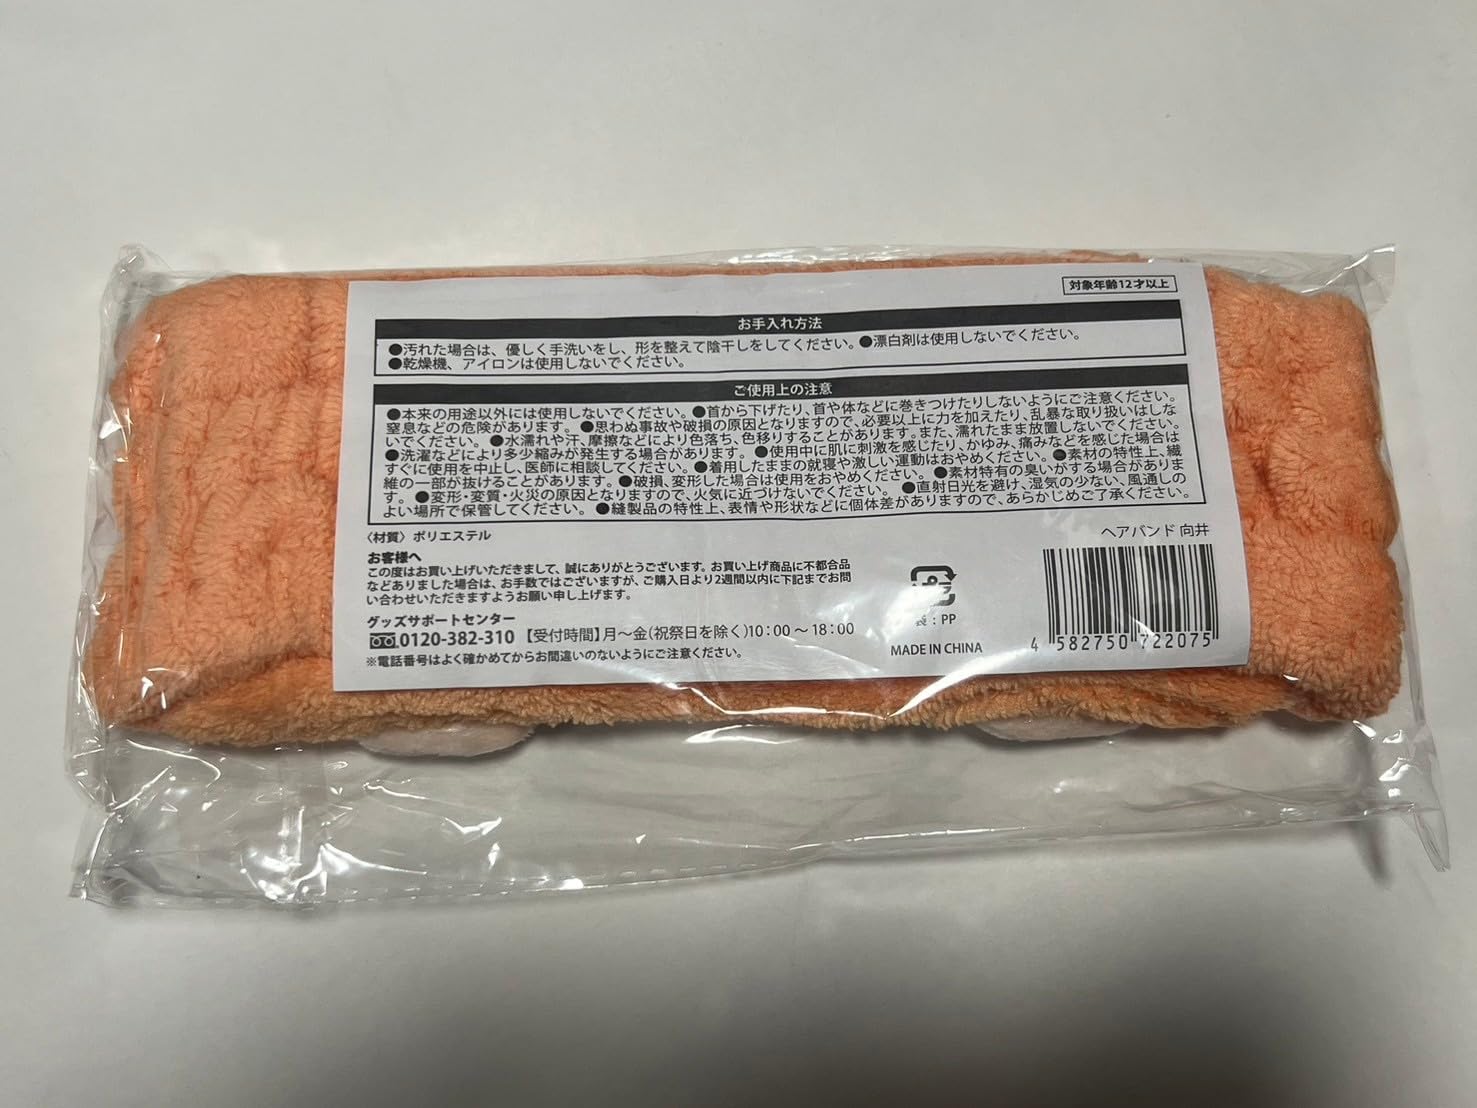 対象年齢12才以上
お手入れ方法
●汚れた場合は、優しく手洗いをし、形を整えて陰干しをしてください。●漂白剤は使用しないでください。
●乾燥機、アイロンは使用しないでください。
ご使用上の注意
●本来の用途以外には使用しないでください。●首から下げたり、首や体などに巻きつけたりしないようにご注意ください。
窒息などの危険があります。●思わぬ事故や破損の原因となりますので、必要以上に力を加えたり、乱暴な取り扱いはしな
いでください。●水濡れや汗、摩擦などにより色落ち、色移りすることがあります。また、濡れたまま放置しないでください。
●洗濯などにより多少縮みが発生する場合があります。●使用中に肌に刺激を感じたり、かゆみ、痛みなどを感じた場合は
すぐに使用を中止し、医師に相談してください。●着用したままの就寝や激しい運動はおやめください。●素材の特性上、繊
維の一部が抜けることがあります。●破損、変形した場合は使用をおやめください。●素材特有の臭いがする場合がありま
す。●変形・変質・火災の原因となりますので、火気に近づけないでください。●直射日光を避け、湿気の少ない、風通しの
よい場所で保管してください。●縫製品の特性上、表情や形状などに個体差がありますので、あらかじめご了承ください。
〈材質〉ポリエステル
お客様へ
この度はお買い上げいただきまして、誠にありがとうございます。お買い上げ商品に不都合品
などありました場合は、お手数ではございますが、ご購入日より2週間以内に下記までお問
い合わせいただきますようお願い申し上げます。
グッズサポートセンター
0120-382-310 【受付時間】月〜金(祝祭日を除く)10:00〜18:00
※電話番号はよく確かめてからお間違いのないようにご注意ください。
プラ
袋：PP
MADE IN CHINA
ヘアバンド 向井
4 582750 722075